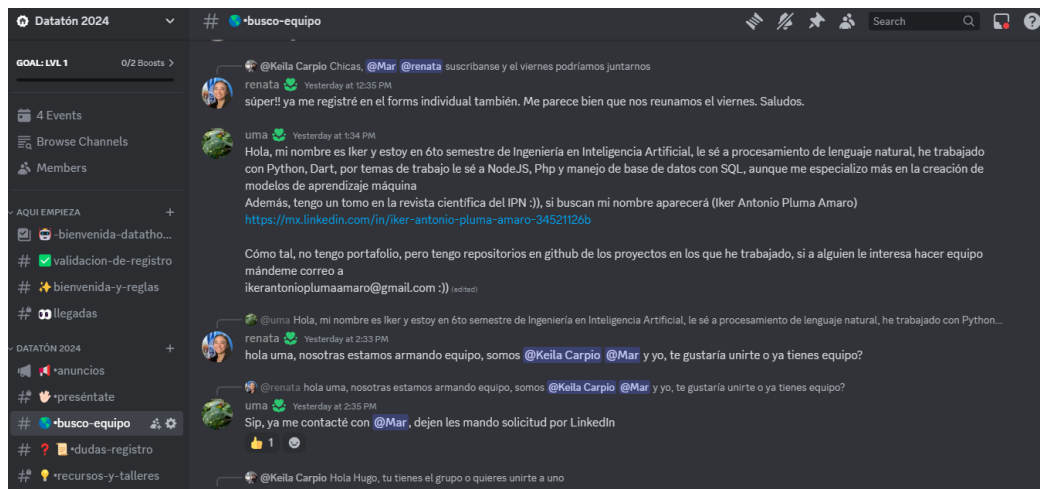 Datatón 2024
GOAL: LVL 1 0/2 Boosts
4 Events
Browse Channels
Members
AQUI EMPIEZA
-bienvenida-datatho...
validacion-de-registro
bienvenida-y-reglas
llegadas
DATATÓN 2024
•anuncios
•preséntate
•busco-equipo
•dudas-registro
•recursos-y-talleres
•busco-equipo
Search
@Keila Carpio Chicas, @Mar @renata suscribanse y el viernes podríamos juntarnos
renata Yesterday at 12:35 PM
súper!! ya me registré en el forms individual también. Me parece bien que nos reunamos el viernes. Saludos.
uma Yesterday at 1:34 PM
Hola, mi nombre es Iker y estoy en 6to semestre de Ingeniería en Inteligencia Artificial, le sé a procesamiento de lenguaje natural, he trabajado
con Python, Dart, por temas de trabajo le sé a NodeJS, Php y manejo de base de datos con SQL, aunque me especializo más en la creación de
modelos de aprendizaje máquina
Además, tengo un tomo en la revista científica del IPN :)), si buscan mi nombre aparecerá (Iker Antonio Pluma Amaro)
https://mx.linkedin.com/in/iker-antonio-pluma-amaro-34521126b
Cómo tal, no tengo portafolio, pero tengo repositorios en github de los proyectos en los que he trabajado, si a alguien le interesa hacer equipo
mándeme correo a
ikerantonioplumaamaro@gmail.com :)) (edited)
@uma Hola, mi nombre es Iker y estoy en 6to semestre de Ingeniería en Inteligencia Artificial, le sé a procesamiento de lenguaje natural, he trabajado con Python...
renata Yesterday at 2:33 PM
hola uma, nosotras estamos armando equipo, somos @Keila Carpio @Mar y yo, te gustaría unirte o ya tienes equipo?
@renata hola uma, nosotras estamos armando equipo, somos @Keila Carpio @Mar y yo, te gustaría unirte o ya tienes equipo?
uma Yesterday at 2:35 PM
Sip, ya me contacté con @Mar, dejen les mando solicitud por LinkedIn
1
@Keila Carpio Hola Hugo, tu tienes el grupo o quieres unirte a uno